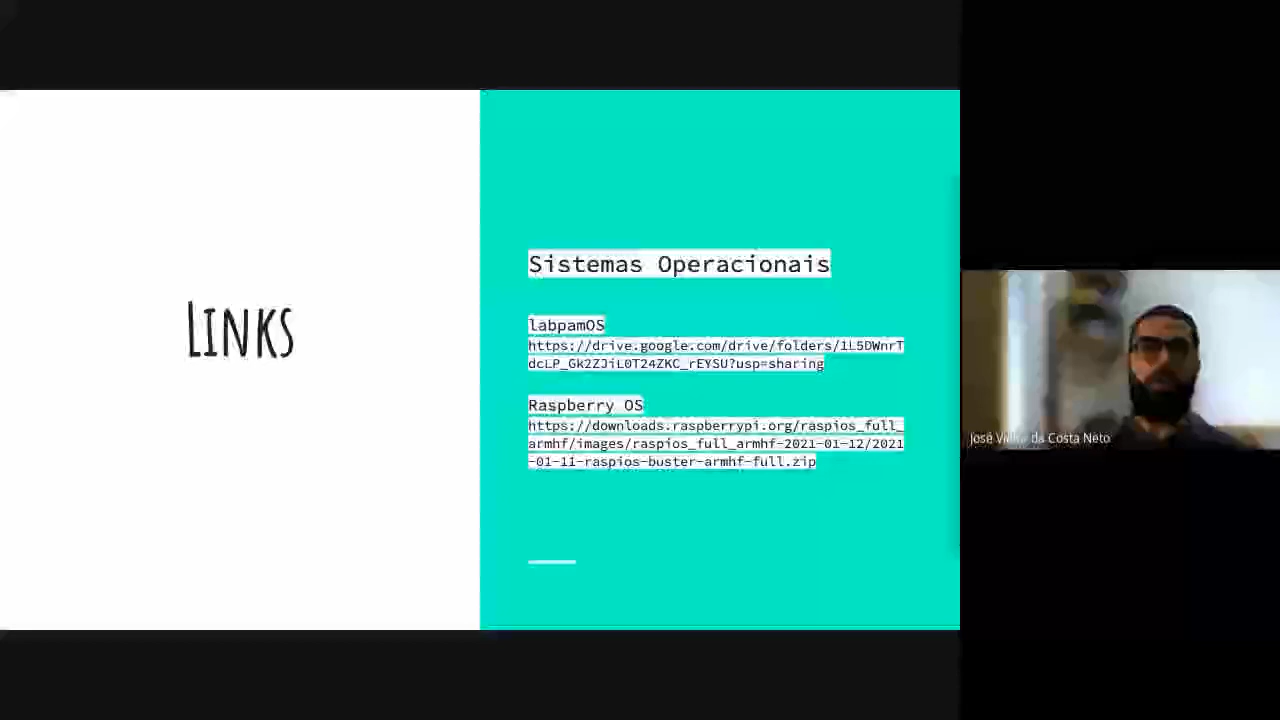 Links
Sistemas Operacionais
labpamOS
https://drive.google.com/drive/folders/1L5DWnrT
dcLP_Gk2ZJiL0T24ZKC_rEYSU?usp=sharing
Raspberry OS
https://downloads.raspberrypi.org/raspios_full_
armhf/images/raspios_full_armhf-2021-01-12/2021
-01-11-raspios-buster-armhf-full.zip
José da Costa Neto